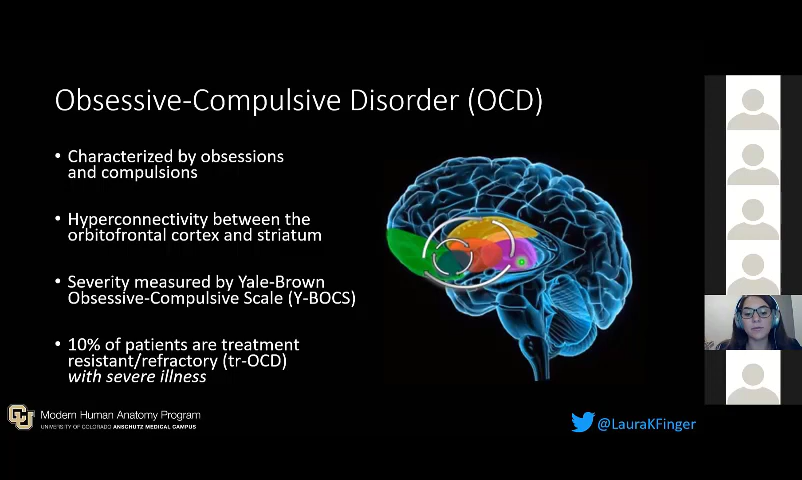 Obsessive-Compulsive Disorder (OCD)
• Characterized by obsessions
and compulsions
• Hyperconnectivity between the
orbitofrontal cortex and striatum
• Severity measured by Yale-Brown
Obsessive-Compulsive Scale (Y-BOCS)
• 10% of patients are treatment
resistant/refractory (tr-OCD)
with severe illness
CU
Modern Human Anatomy Program
UNIVERSITY OF COLORADO ANSCHUTZ MEDICAL CAMPUS
@LauraKFinger